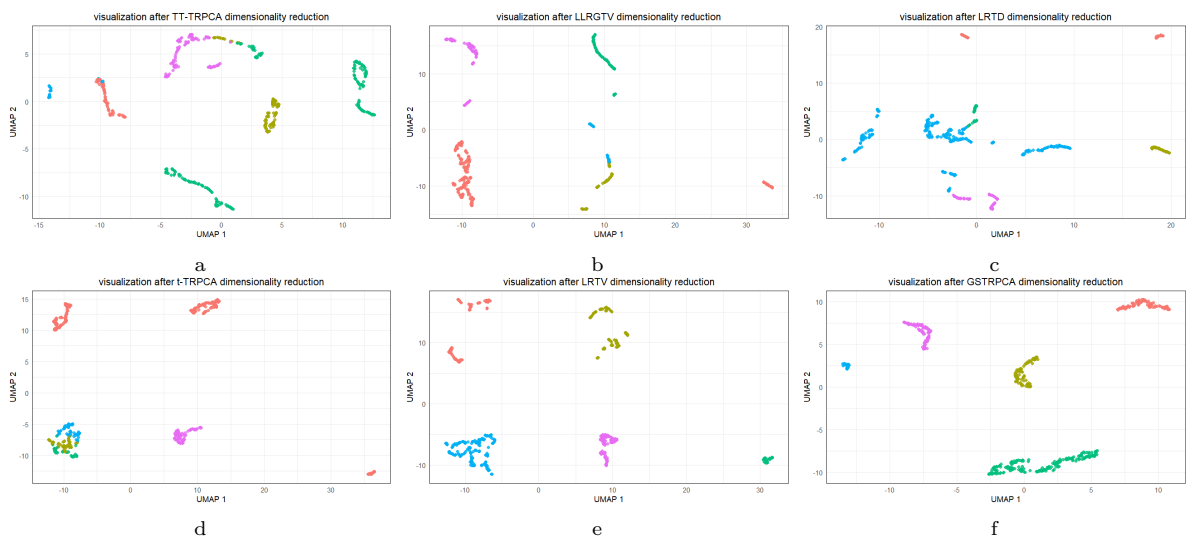 visualization after TT-TRPCA dimensionality reduction
UMAP 2
5
0
-5
-10
-15
-10
-5
0
5
10
UMAP 1
a
visualization after LLRGTV dimensionality reduction
UMAP 2
10
0
-10
-10
0
10
20
30
UMAP 1
b
visualization after LRTD dimensionality reduction
UMAP 2
20
10
0
-10
-10
0
10
20
UMAP 1
c
visualization after t-TRPCA dimensionality reduction
UMAP 2
15
10
5
0
-5
-10
-10
0
10
20
30
UMAP 1
d
visualization after LRTV dimensionality reduction
UMAP 2
10
0
-10
-10
0
10
20
30
UMAP 1
e
visualization after GSTRPCA dimensionality reduction
UMAP 2
10
5
0
-5
-10
-5
0
5
10
UMAP 1
f